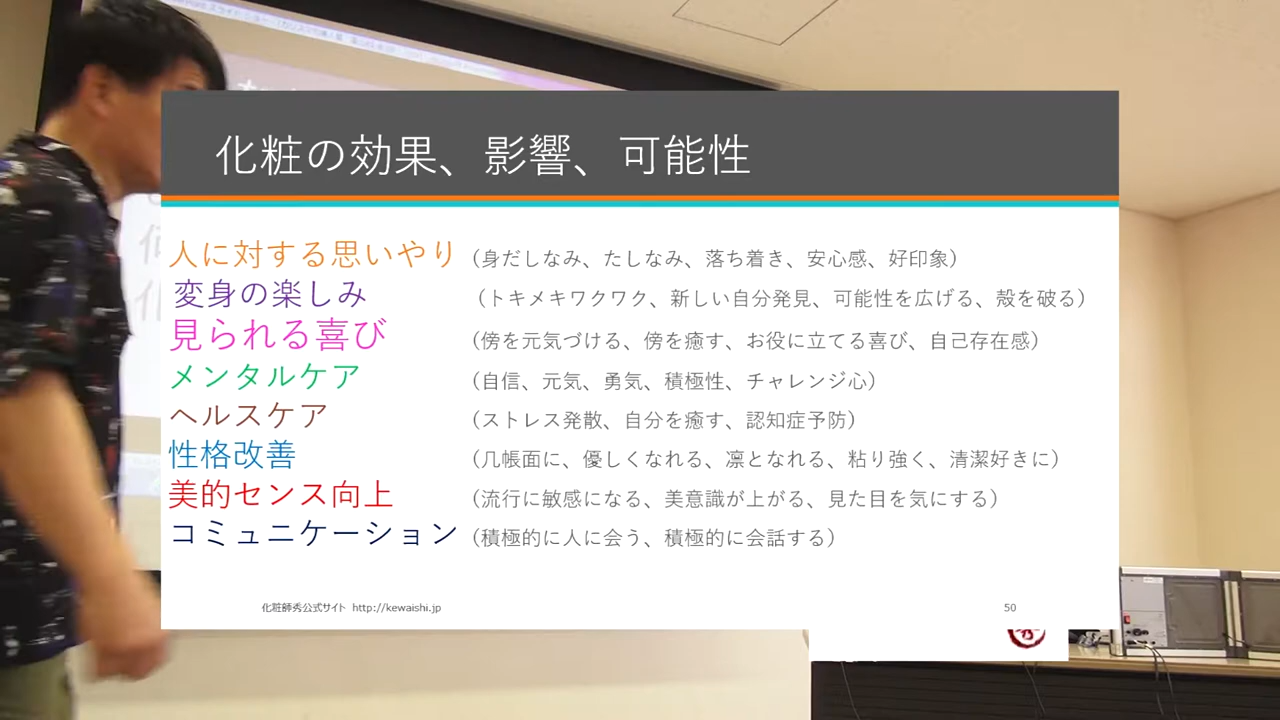 化粧の効果、影響、可能性
人に対する思いやり（身だしなみ、たしなみ、落ち着き、安心感、好印象）
変身の楽しみ（トキメキワクワク、新しい自分発見、可能性を広げる、殻を破る）
見られる喜び（傍を元気づける、傍を癒す、お役に立てる喜び、自己存在感）
メンタルケア（自信、元気、勇気、積極性、チャレンジ心）
ヘルスケア（ストレス発散、自分を癒す、認知症予防）
性格改善（几帳面に、優しくなれる、凛となれる、粘り強く、清潔好きに）
美的センス向上（流行に敏感になる、美意識が上がる、見た目を気にする）
コミュニケーション（積極的に人に会う、積極的に会話する）
化粧師秀公式サイト http://kewaishi.jp 50